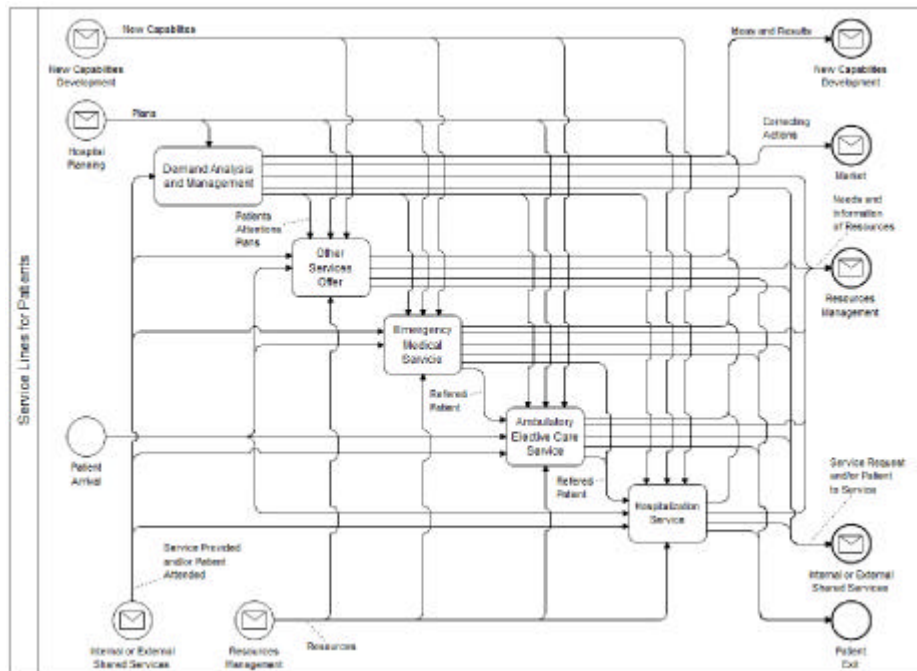 Service Lines for Patients
New Capabilities
New Capabilities
Development
Plans
Hospital
Planning
Demand Analysis
and Management
Patients
Attentions
Plans
Other
Services
Offer
Emergency
Medical
Service
Refered
Patient
Ambulatory
Elective Care
Service
Refered
Patient
Hospitalization
Service
Patient
Arrival
Service Provided
and/or Patient
Attended
Internal or External
Shared Services
Resources
Management
Resources
Ideas and Results
New Capabilities
Development
Correcting
Actions
Market
Needs and
Information
of Resources
Resources
Management
Service Request
and/or Patient
to Service
Internal or External
Shared Services
Patient
Exit